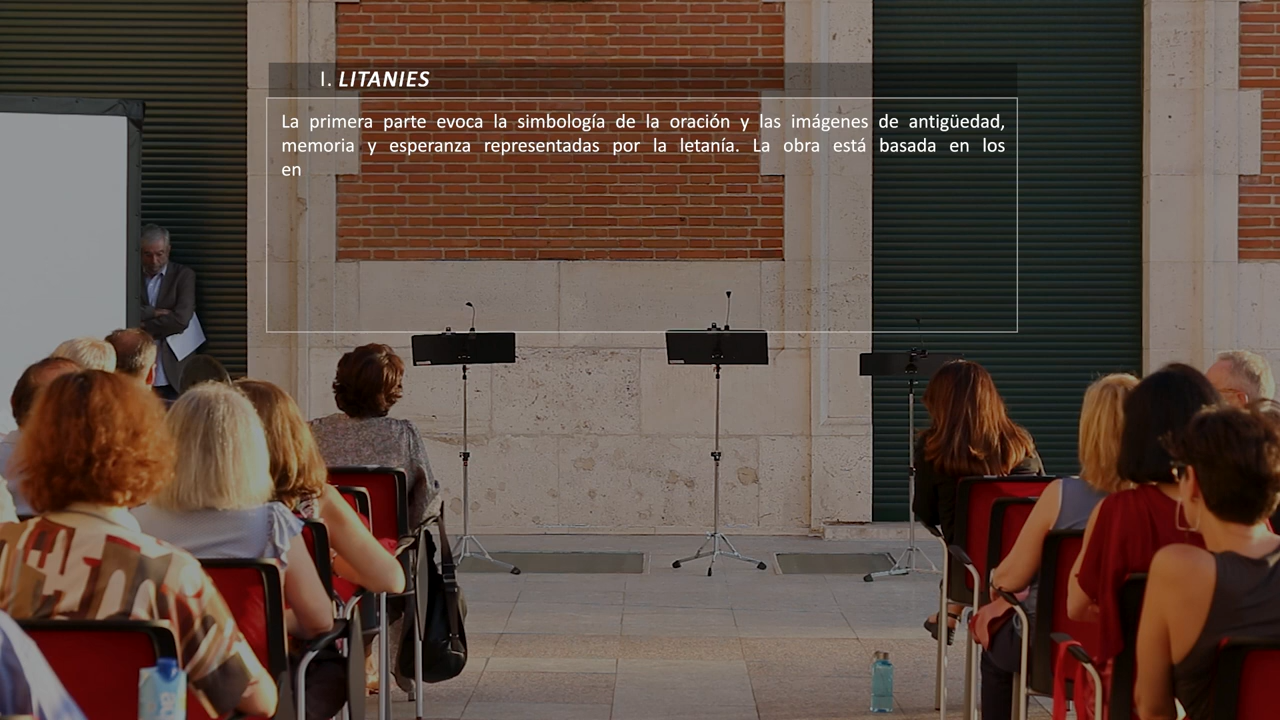 I. LITANIES
La primera parte evoca la simbología de la oración y las imágenes de antigüedad,
memoria y esperanza representadas por la letanía. La obra está basada en los
en